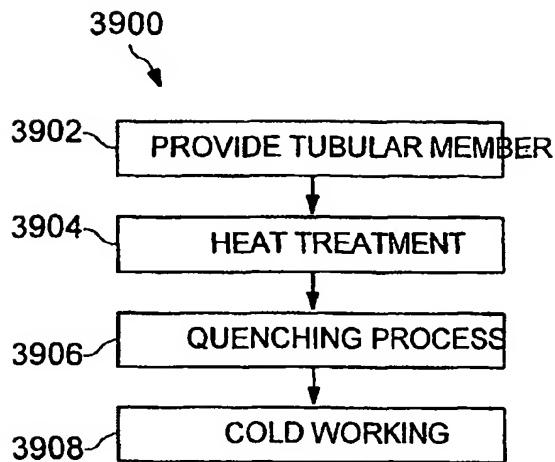 3900
3902 PROVIDE TUBULAR MEMBER
3904 HEAT TREATMENT
3906 QUENCHING PROCESS
3908 COLD WORKING